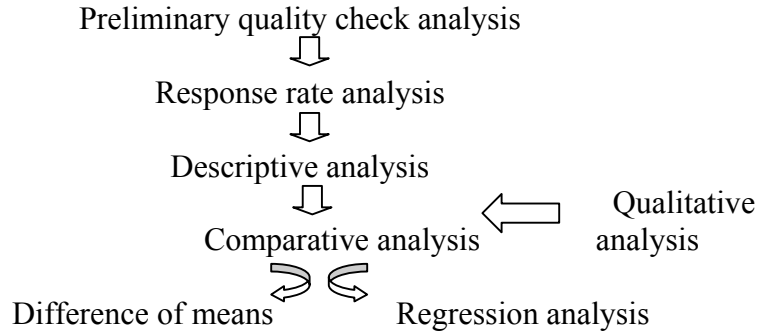 Preliminary quality check analysis
Response rate analysis
Descriptive analysis
Qualitative
analysis
Comparative analysis
Difference of means
Regression analysis